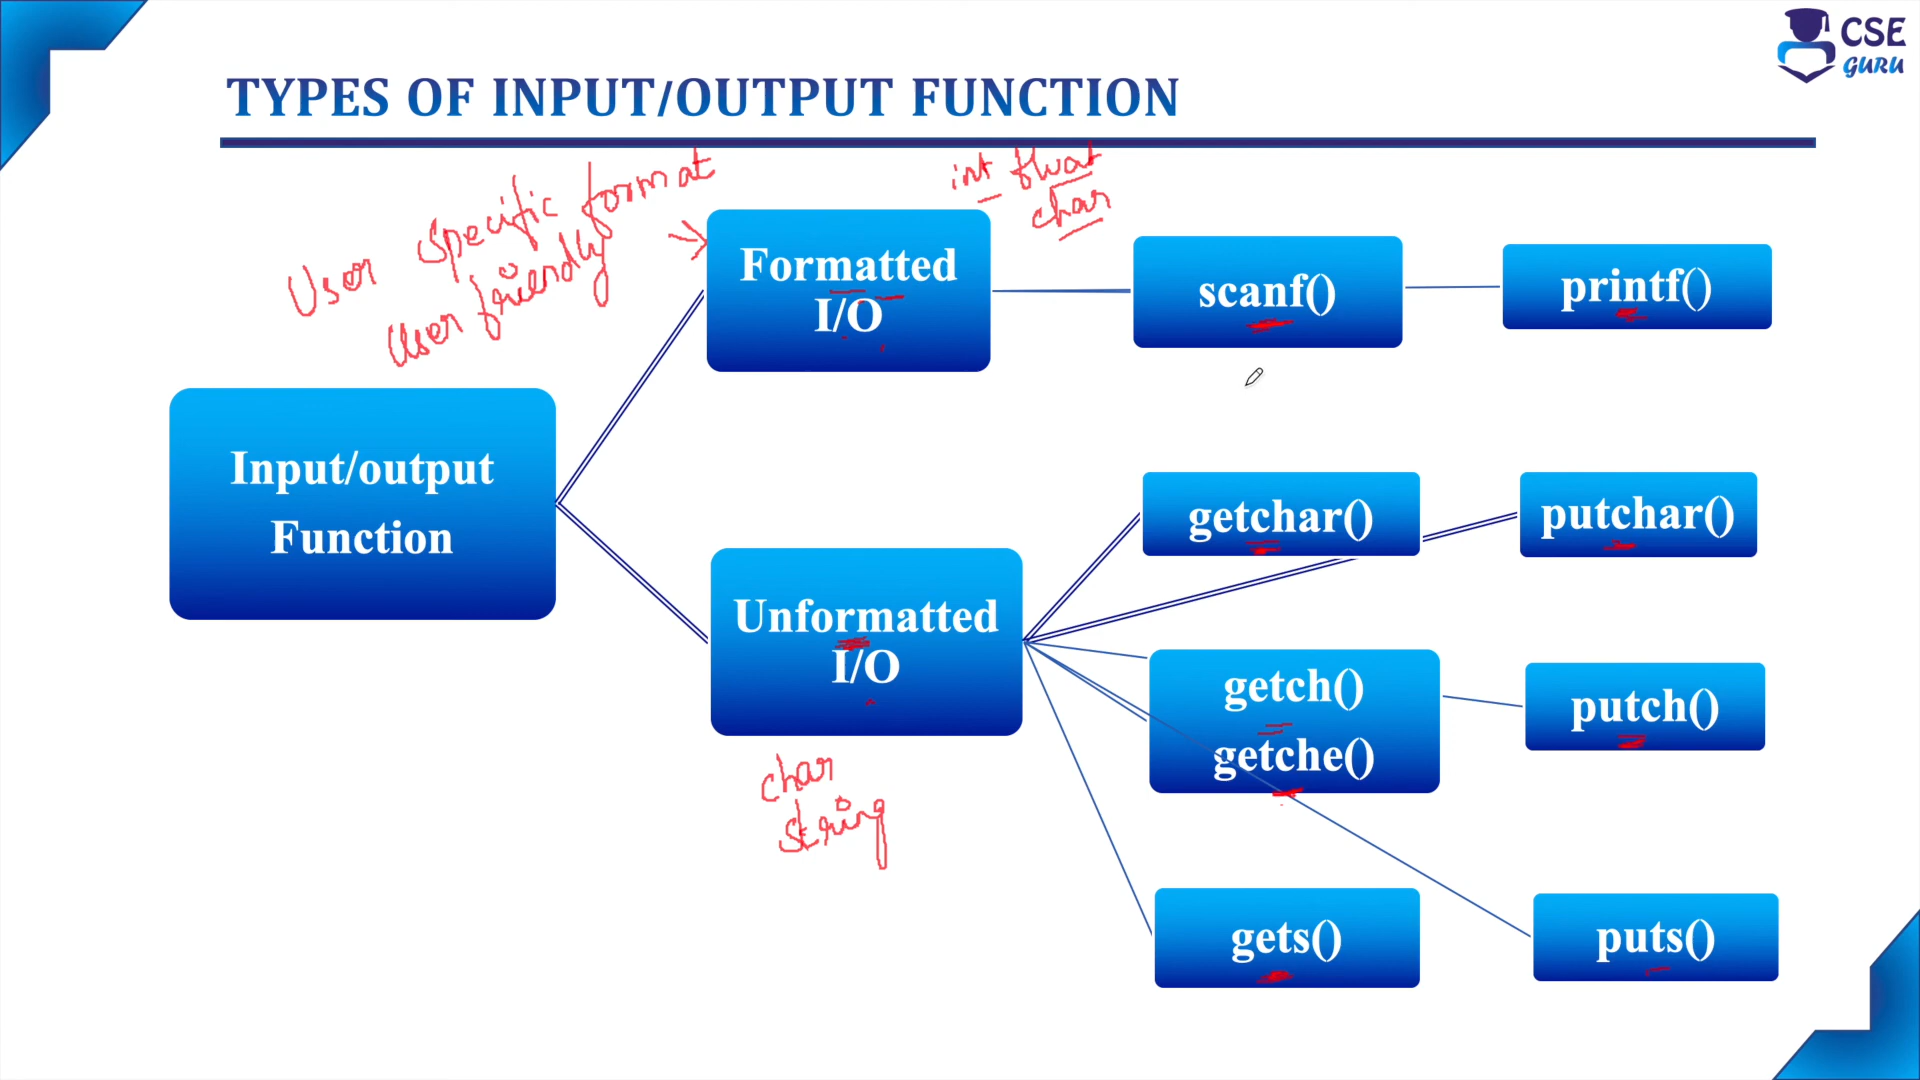 CSE
GURU
TYPES OF INPUT/OUTPUT FUNCTION
User specific format
user friendly
int float
char
Formatted
I/O
scanf()
printf()
Input/output
Function
getchar()
putchar()
Unformatted
I/O
getch()
getche()
putch()
char
string
gets()
puts()